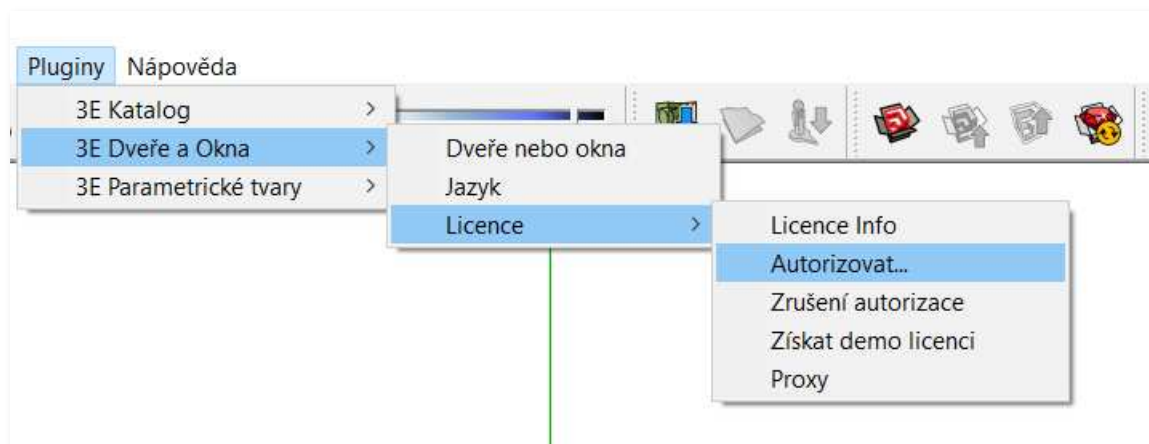 Pluginy Nápověda
3E Katalog
3E Dveře a Okna
3E Parametrické tvary
Dveře nebo okna
Jazyk
Licence
Licence Info
Autorizovat...
Zrušení autorizace
Získat demo licenci
Proxy